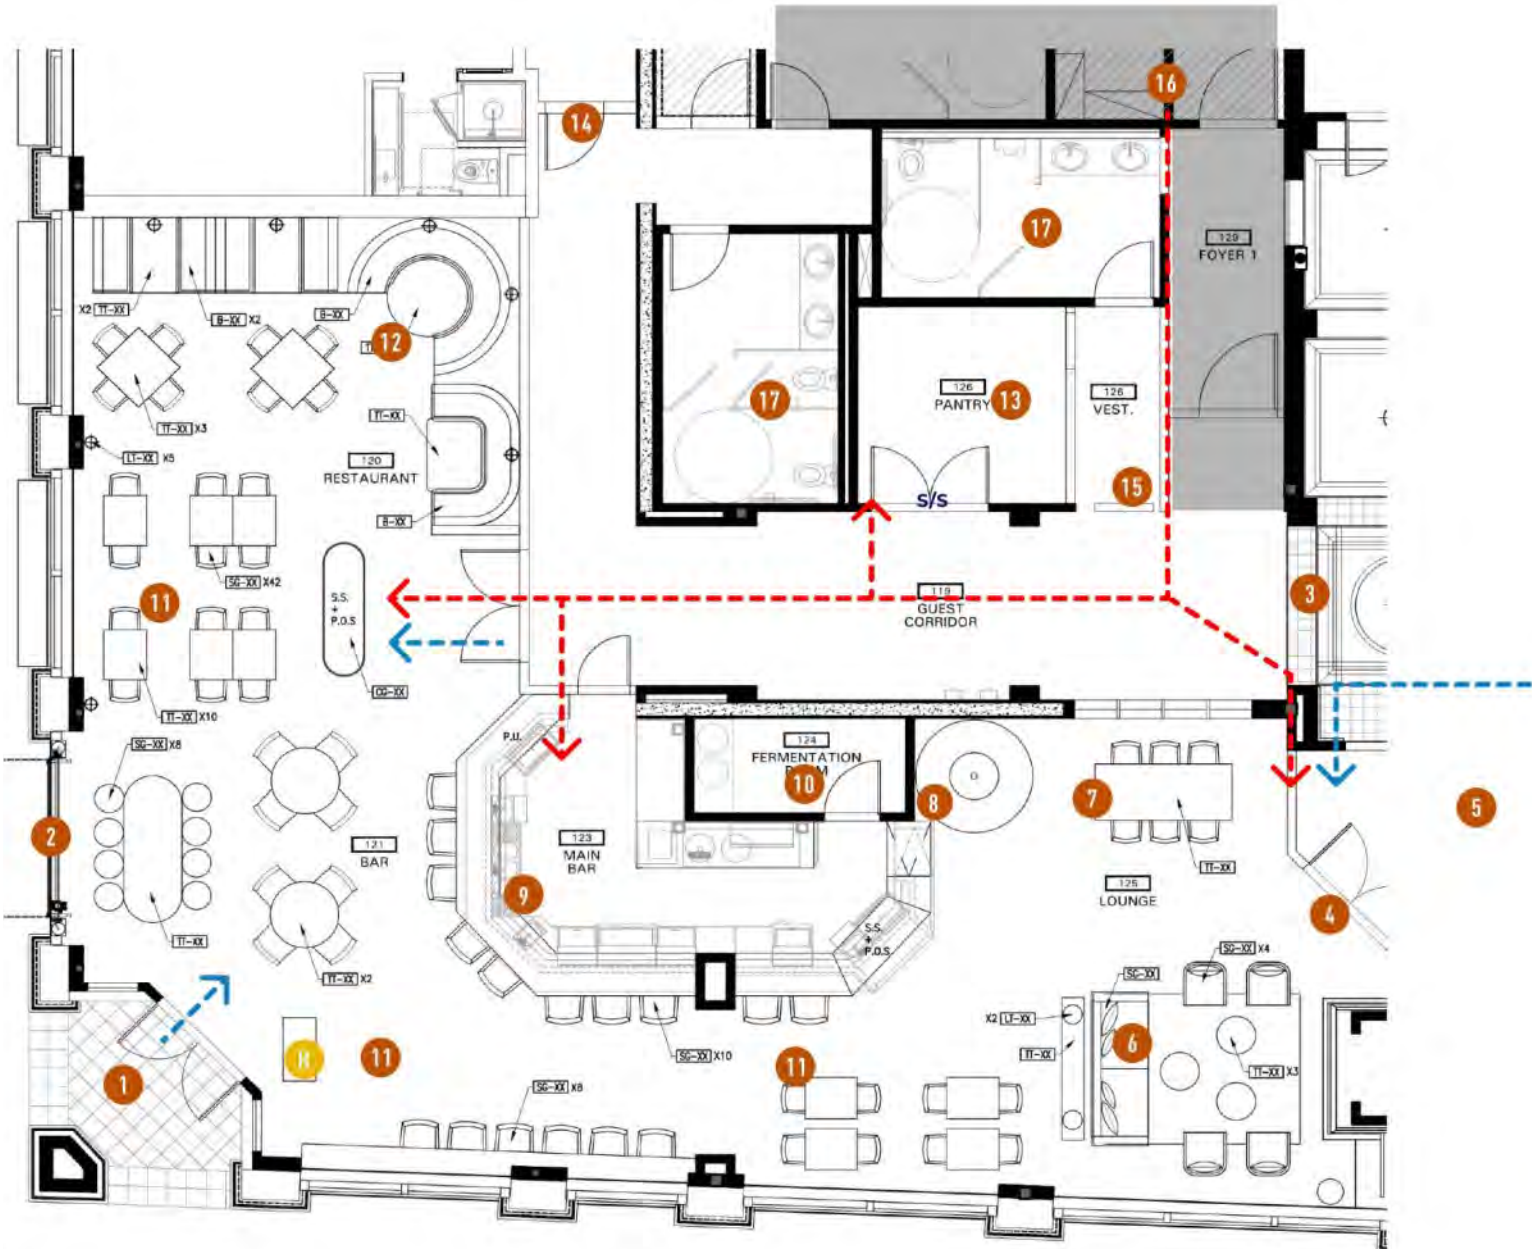 16
14
17
129
FOYER 1
X2 TT-XX
B-XX X2
B-XX
12
126
PANTRY
13
126
VEST.
17
TT-XX
TT-XX X3
LT-XX X5
120
RESTAURANT
15
S/S
B-XX
SG-XX X42
11
S.S.
+
P.O.S
119
GUEST
CORRIDOR
3
CG-XX
TT-XX X10
P.U.
SG-XX X8
124
FERMENTATION
10
8
7
5
2
121
BAR
123
MAIN
BAR
TT-XX
125
LOUNGE
9
4
S.S.
+
P.O.S
TT-XX
TT-XX X2
SG-XX X4
SG-XX
X2 LT-XX
6
TT-XX
TT-XX X3
H
11
SG-XX X10
11
1
SG-XX X8